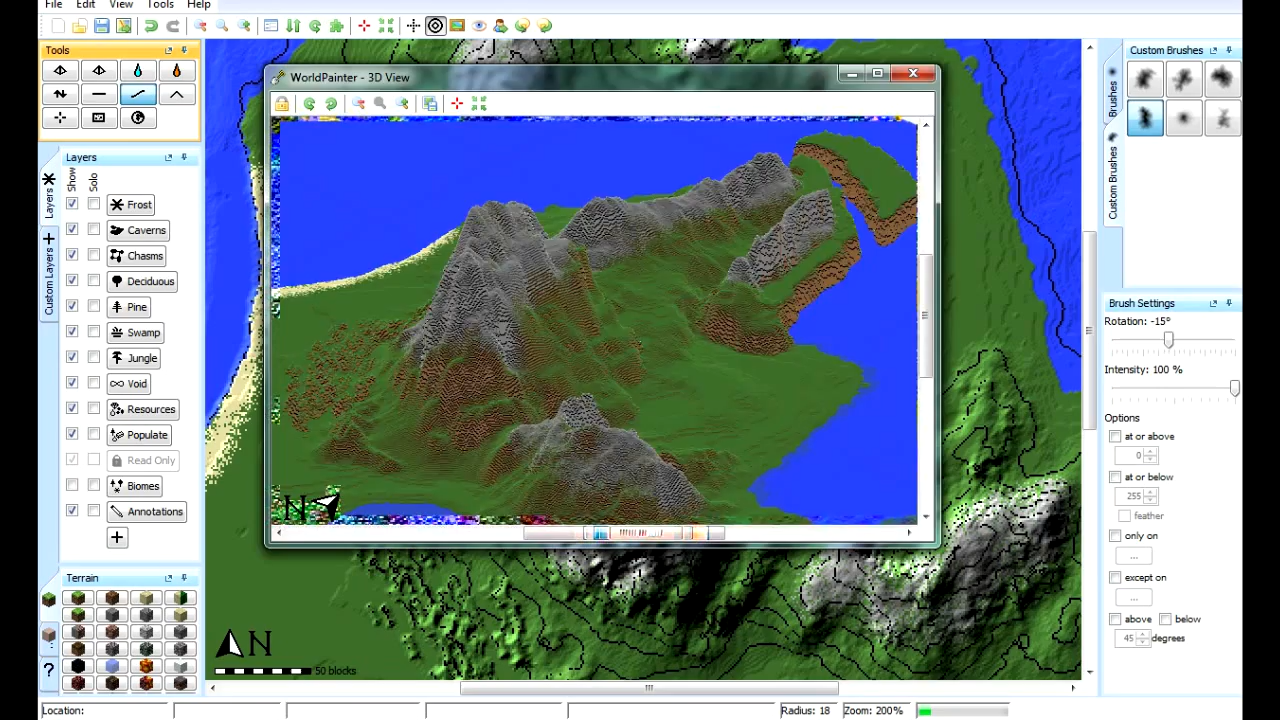 File Edit View Tools Help
Tools
Layers
Show
Solo
Layers
Custom Layers
Frost
Caverns
Chasms
Deciduous
Pine
Swamp
Jungle
Void
Resources
Populate
Read Only
Biomes
Annotations
Terrain
WorldPainter - 3D View
N
N
50 blocks
Custom Brushes
Brushes
Custom Brushes
Brush Settings
Rotation: -15°
Intensity: 100 %
Options
at or above
0
at or below
255
feather
only on
...
except on
...
above below
45 degrees
Location:
Radius: 18
Zoom: 200%